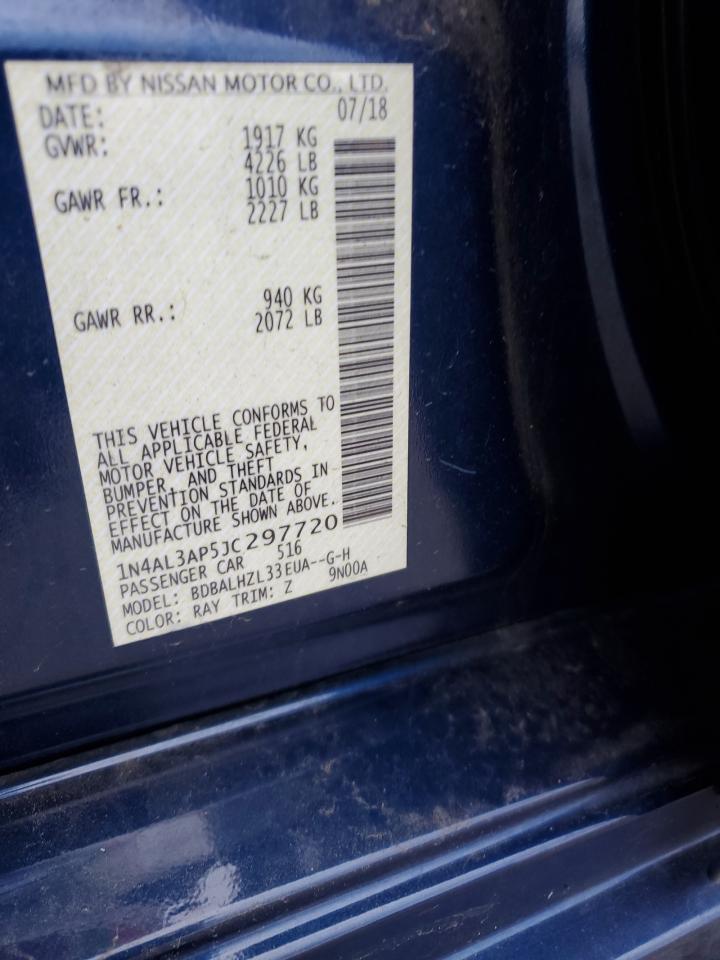 MFD BY NISSAN MOTOR CO., LTD.
DATE: 07/18
GVWR: 1917 KG
4226 LB
GAWR FR.: 1010 KG
2227 LB
GAWR RR.: 940 KG
2072 LB
THIS VEHICLE CONFORMS TO
ALL APPLICABLE FEDERAL
MOTOR VEHICLE SAFETY,
BUMPER, AND THEFT
PREVENTION STANDARDS IN
EFFECT ON THE DATE OF
MANUFACTURE SHOWN ABOVE.
1N4AL3AP5JC297720
PASSENGER CAR 516
MODEL: BDBALHZL33EUA--G-H
COLOR: RAY TRIM: Z 9N00A